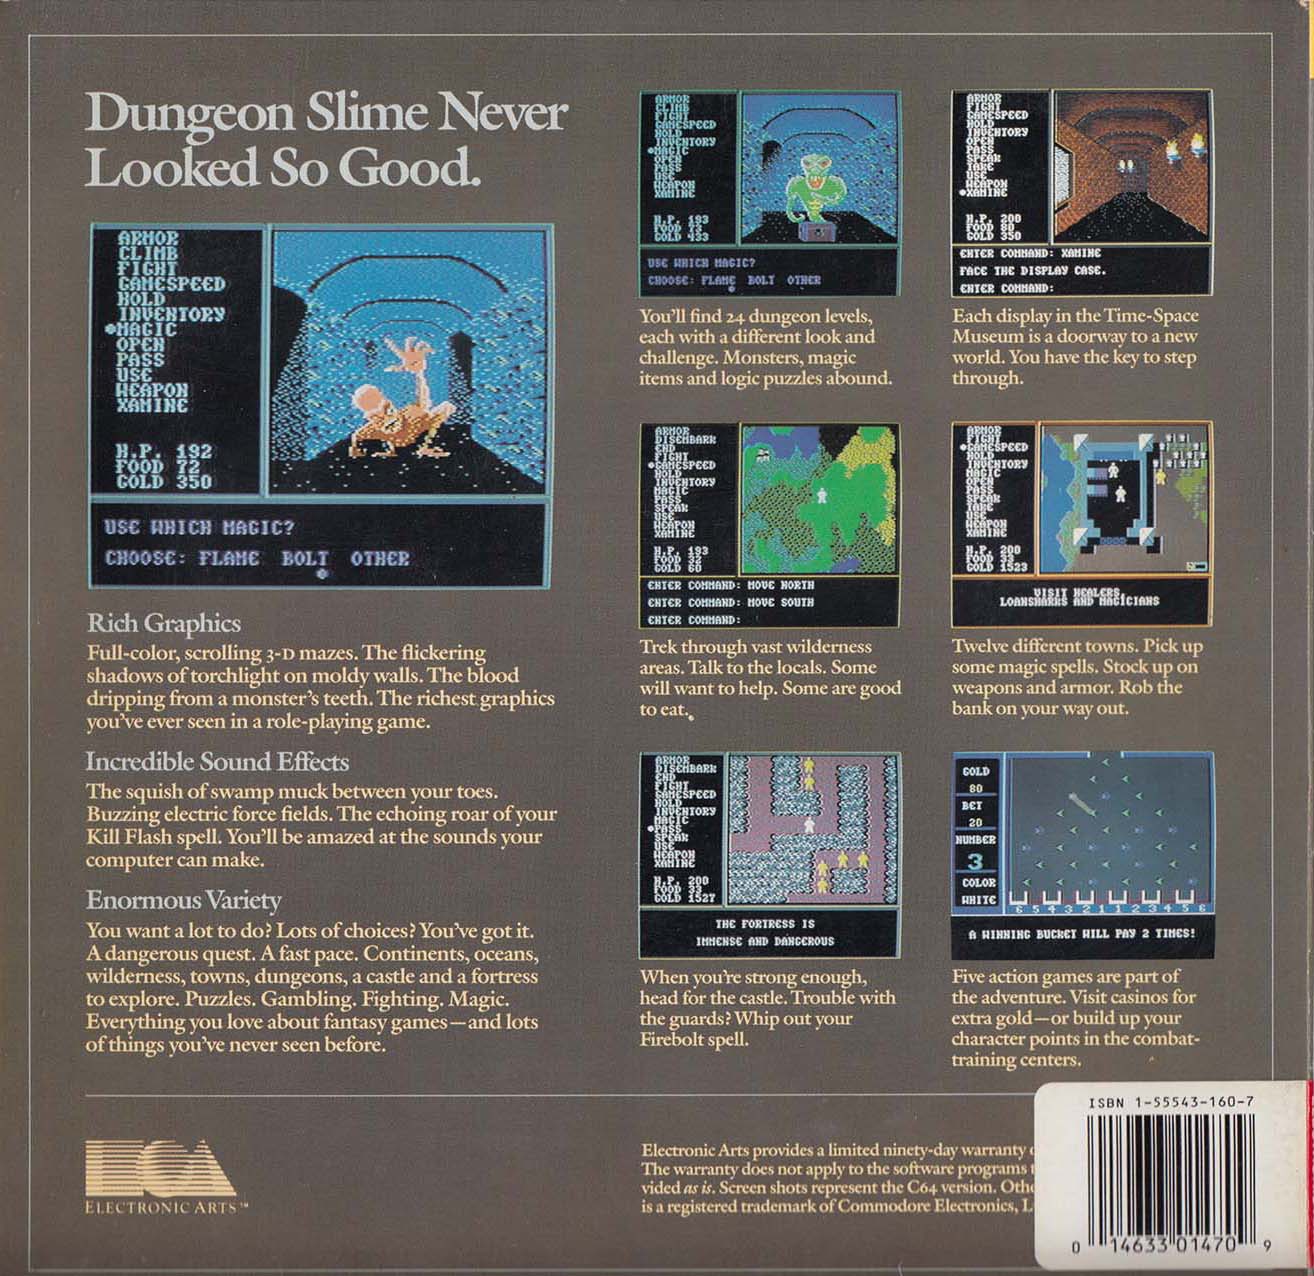 Dungeon Slime Never
Looked So Good.
ARMOR
CLIMB
FIGHT
GAMESPEED
HOLD
INVENTORY
MAGIC
OPEN
PASS
USE
WEAPON
XAMINE
H.P. 192
FOOD 72
GOLD 350
USE WHICH MAGIC?
CHOOSE: FLAME BOLT OTHER
Rich Graphics
Full-color, scrolling 3-D mazes. The flickering
shadows of torchlight on moldy walls. The blood
dripping from a monster's teeth. The richest graphics
you've ever seen in a role-playing game.
Incredible Sound Effects
The squish of swamp muck between your toes.
Buzzing electric force fields. The echoing roar of your
Kill Flash spell. You'll be amazed at the sounds your
computer can make.
Enormous Variety
You want a lot to do? Lots of choices? You've got it.
A dangerous quest. A fast pace. Continents, oceans,
wilderness, towns, dungeons, a castle and a fortress
to explore. Puzzles. Gambling. Fighting. Magic.
Everything you love about fantasy games—and lots
of things you've never seen before.
ARMOR
CLIMB
FIGHT
GAMESPEED
HOLD
INVENTORY
MAGIC
OPEN
PASS
USE
WEAPON
XAMINE
H.P. 193
FOOD 73
GOLD 433
USE WHICH MAGIC?
CHOOSE: FLAME BOLT OTHER
You'll find 24 dungeon levels,
each with a different look and
challenge. Monsters, magic
items and logic puzzles abound.
ARMOR
FIGHT
GAMESPEED
HOLD
INVENTORY
OPEN
PASS
SPEAK
TAKE
USE
WEAPON
XAMINE
H.P. 200
FOOD 80
GOLD 350
ENTER COMMAND: XAMINE
FACE THE DISPLAY CASE.
ENTER COMMAND:
Each display in the Time-Space
Museum is a doorway to a new
world. You have the key to step
through.
ARMOR
DISEMBARK
END
FIGHT
GAMESPEED
HOLD
INVENTORY
MAGIC
PASS
SPEAK
USE
WEAPON
XAMINE
H.P. 193
FOOD 32
GOLD 60
ENTER COMMAND: MOVE NORTH
ENTER COMMAND: MOVE SOUTH
ENTER COMMAND:
Trek through vast wilderness
areas. Talk to the locals. Some
will want to help. Some are good
to eat.
ARMOR
FIGHT
GAMESPEED
HOLD
INVENTORY
MAGIC
OPEN
PASS
SPEAK
TAKE
USE
WEAPON
XAMINE
H.P. 200
FOOD 33
GOLD 1523
VISIT HEALERS,
LOANSHARKS AND MAGICIANS
Twelve different towns. Pick up
some magic spells. Stock up on
weapons and armor. Rob the
bank on your way out.
ARMOR
DISEMBARK
END
FIGHT
GAMESPEED
HOLD
INVENTORY
MAGIC
PASS
SPEAK
USE
WEAPON
XAMINE
H.P. 200
FOOD 33
GOLD 1527
THE FORTRESS IS
IMMENSE AND DANGEROUS
When you're strong enough,
head for the castle. Trouble with
the guards? Whip out your
Firebolt spell.
GOLD
80
BET
20
NUMBER
3
COLOR
WHITE
6 5 4 3 2 1 1 2 3 4 5 6
A WINNING BUCKET WILL PAY 2 TIMES!
Five action games are part of
the adventure. Visit casinos for
extra gold—or build up your
character points in the combat-
training centers.
EA
ELECTRONIC ARTS™
Electronic Arts provides a limited ninety-day warranty
The warranty does not apply to the software programs
vided as is. Screen shots represent the C64 version.
is a registered trademark of Commodore Electronics,
ISBN 1-55543-160-7
0 14633 01470 9